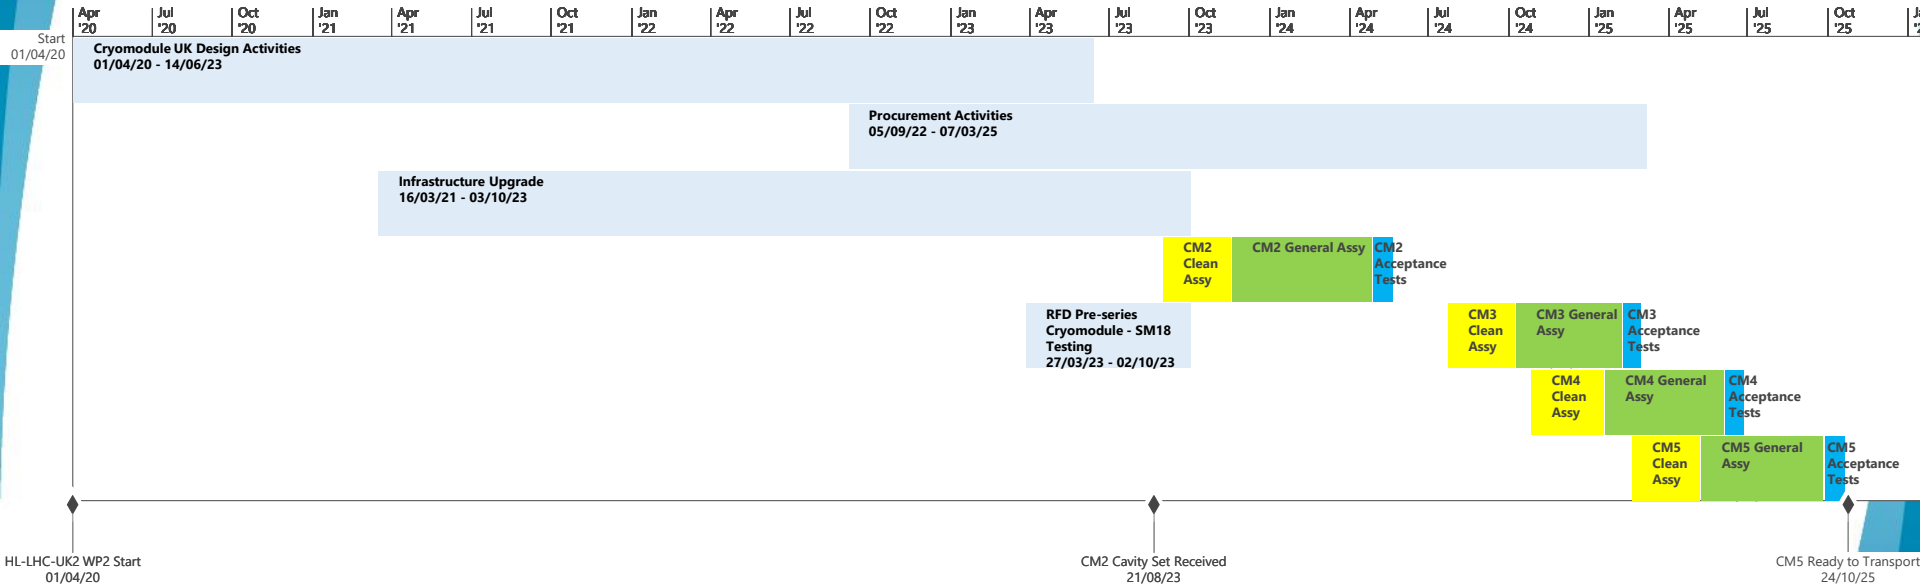 Apr Jul Oct Jan Apr Jul Oct Jan Apr Jul Oct Jan Apr Jul Oct Jan Apr Jul Oct Jan Apr Jul Oct
'20 '20 '20 '21 '21 '21 '21 '22 '22 '22 '22 '23 '23 '23 '23 '24 '24 '24 '24 '25 '25 '25 '25
Start
01/04/20
Cryomodule UK Design Activities
01/04/20 - 14/06/23
Procurement Activities
05/09/22 - 07/03/25
Infrastructure Upgrade
16/03/21 - 03/10/23
CM2
Clean
Assy
CM2 General Assy
CM2
Acceptance
Tests
RFD Pre-series
Cryomodule - SM18
Testing
27/03/23 - 02/10/23
CM3
Clean
Assy
CM3 General
Assy
CM3
Acceptance
Tests
CM4
Clean
Assy
CM4 General
Assy
CM4
Acceptance
Tests
CM5
Clean
Assy
CM5 General
Assy
CM5
Acceptance
Tests
HL-LHC-UK2 WP2 Start
01/04/20
CM2 Cavity Set Received
21/08/23
CM5 Ready to Transport
24/10/25